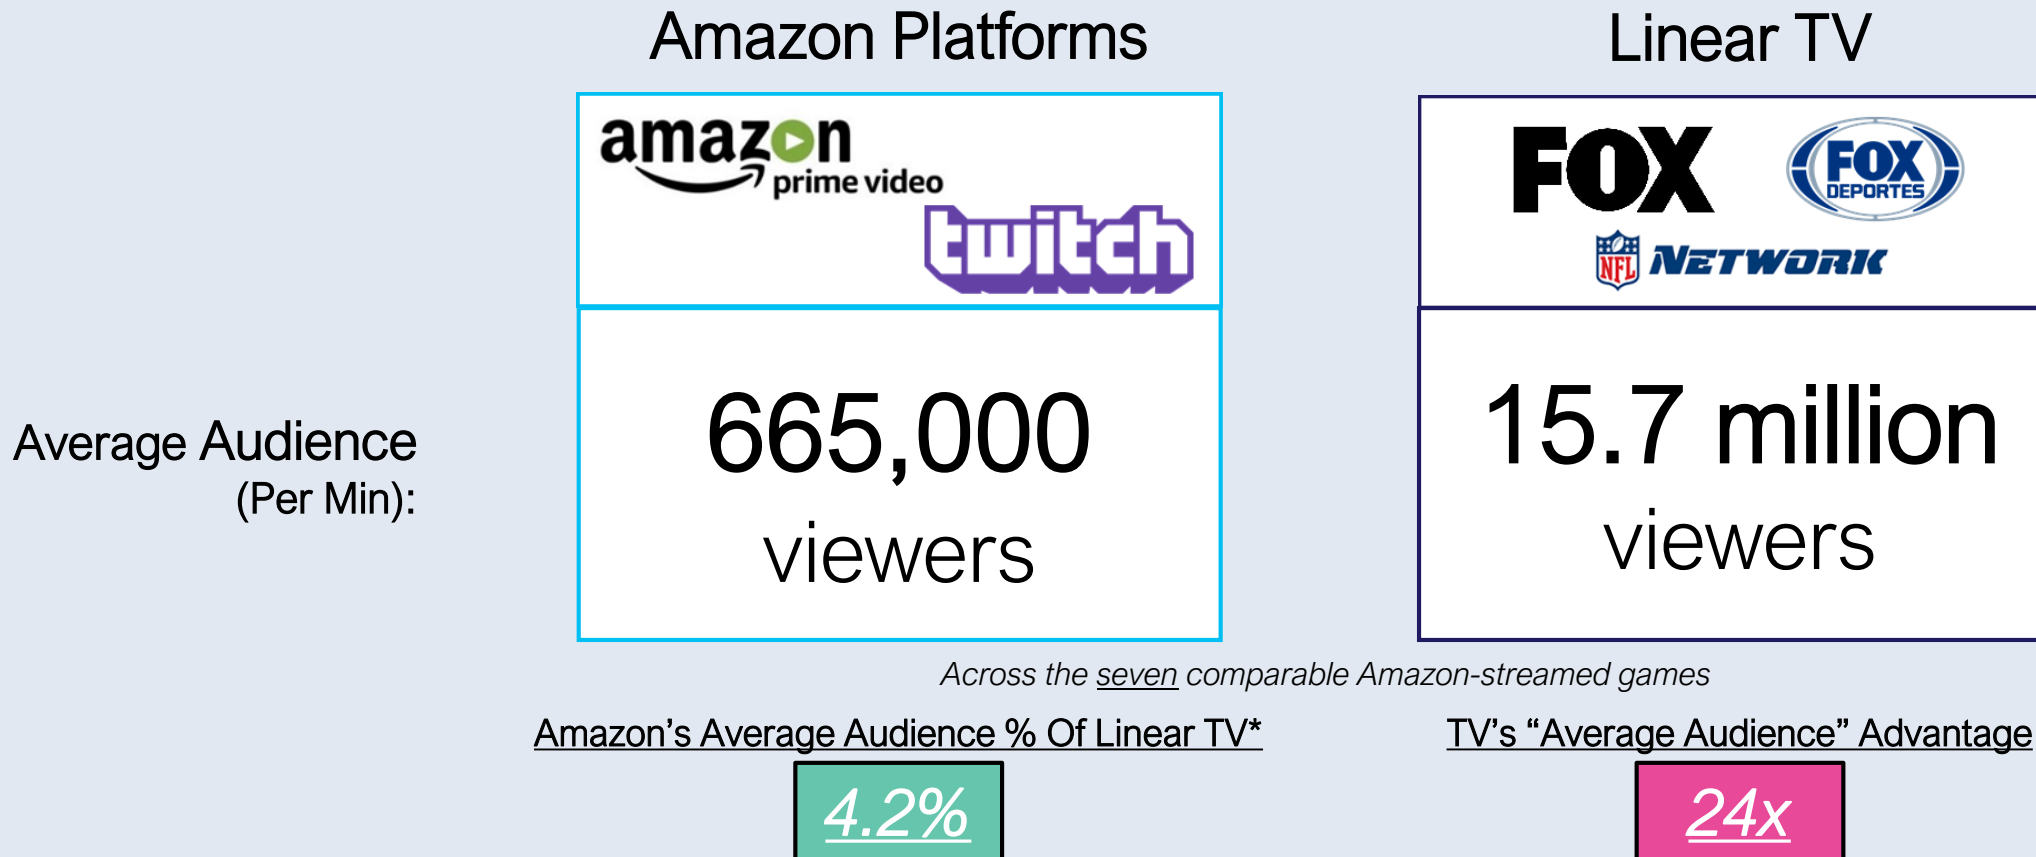 Amazon Platforms
Linear TV
amazon
prime video
twitch
FOX
FOX
DEPORTES
NFL NETWORK
Average Audience
(Per Min):
665,000
viewers
15.7 million
viewers
Across the seven comparable Amazon-streamed games
Amazon's Average Audience % Of Linear TV*
TV's “Average Audience” Advantage
4.2%
24x